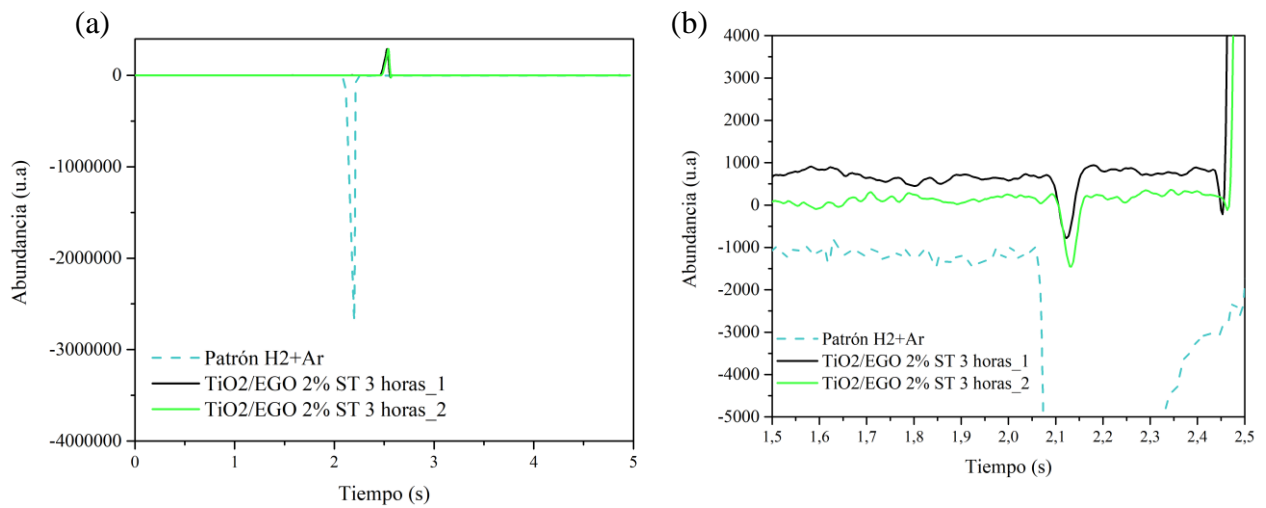 (a)
0
-1000000
-2000000
-3000000
-4000000
Abundancia (u.a)
Patrón H2+Ar
TiO2/EGO 2% ST 3 horas_1
TiO2/EGO 2% ST 3 horas_2
0 1 2 3 4 5
Tiempo (s)
(b)
4000
3000
2000
1000
0
-1000
-2000
-3000
-4000
-5000
Abundancia (u.a)
Patrón H2+Ar
TiO2/EGO 2% ST 3 horas_1
TiO2/EGO 2% ST 3 horas_2
1,5 1,6 1,7 1,8 1,9 2,0 2,1 2,2 2,3 2,4 2,5
Tiempo (s)